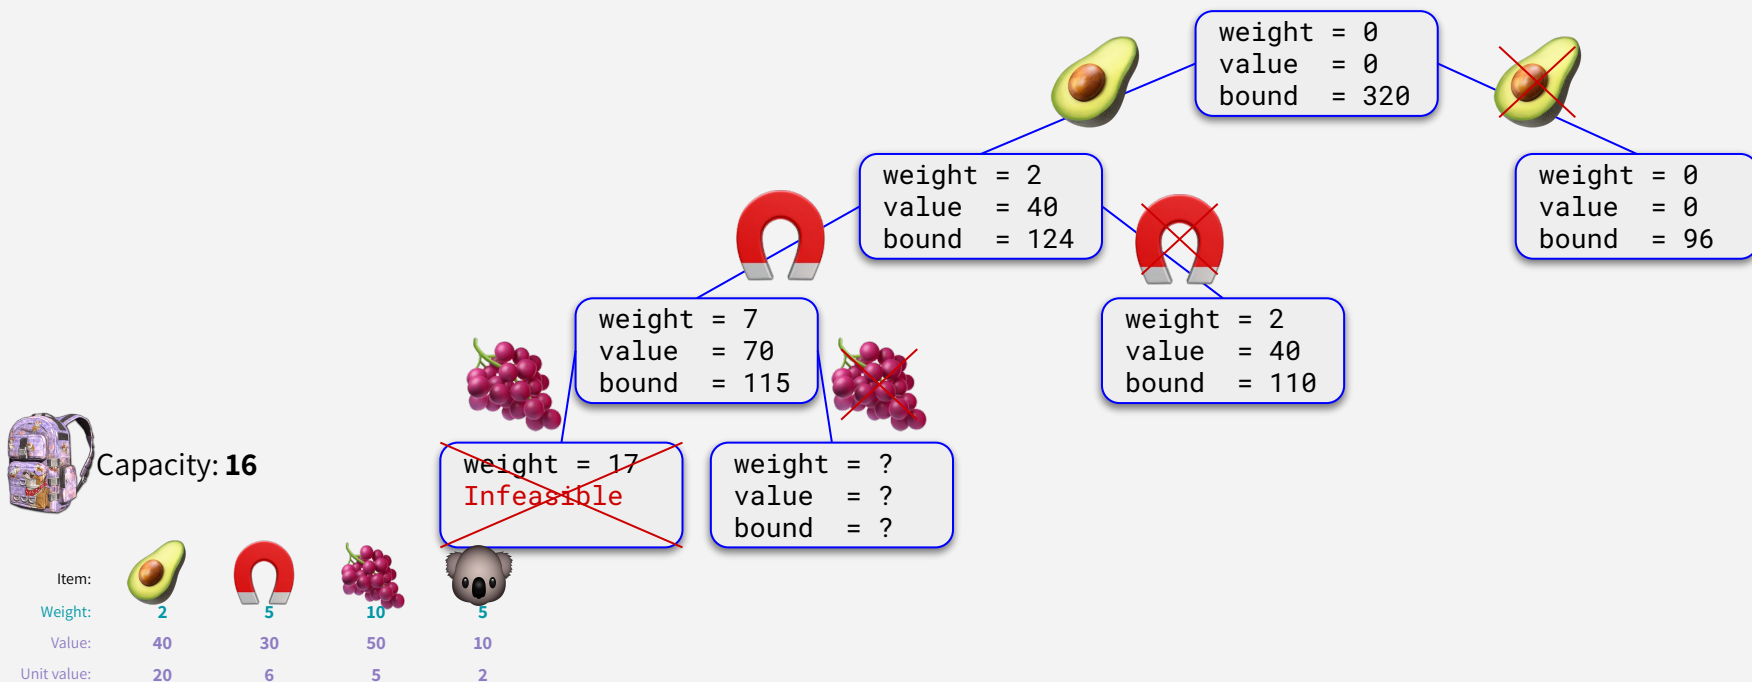 weight = 0
value  = 0
bound  = 320
weight = 2
value  = 40
bound  = 124
weight = 0
value  = 0
bound  = 96
weight = 7
value  = 70
bound  = 115
weight = 2
value  = 40
bound  = 110
weight = 17
Infeasible
weight = ?
value  = ?
bound  = ?
Capacity: 16
Item:
Weight: 2 5 10 5
Value: 40 30 50 10
Unit value: 20 6 5 2